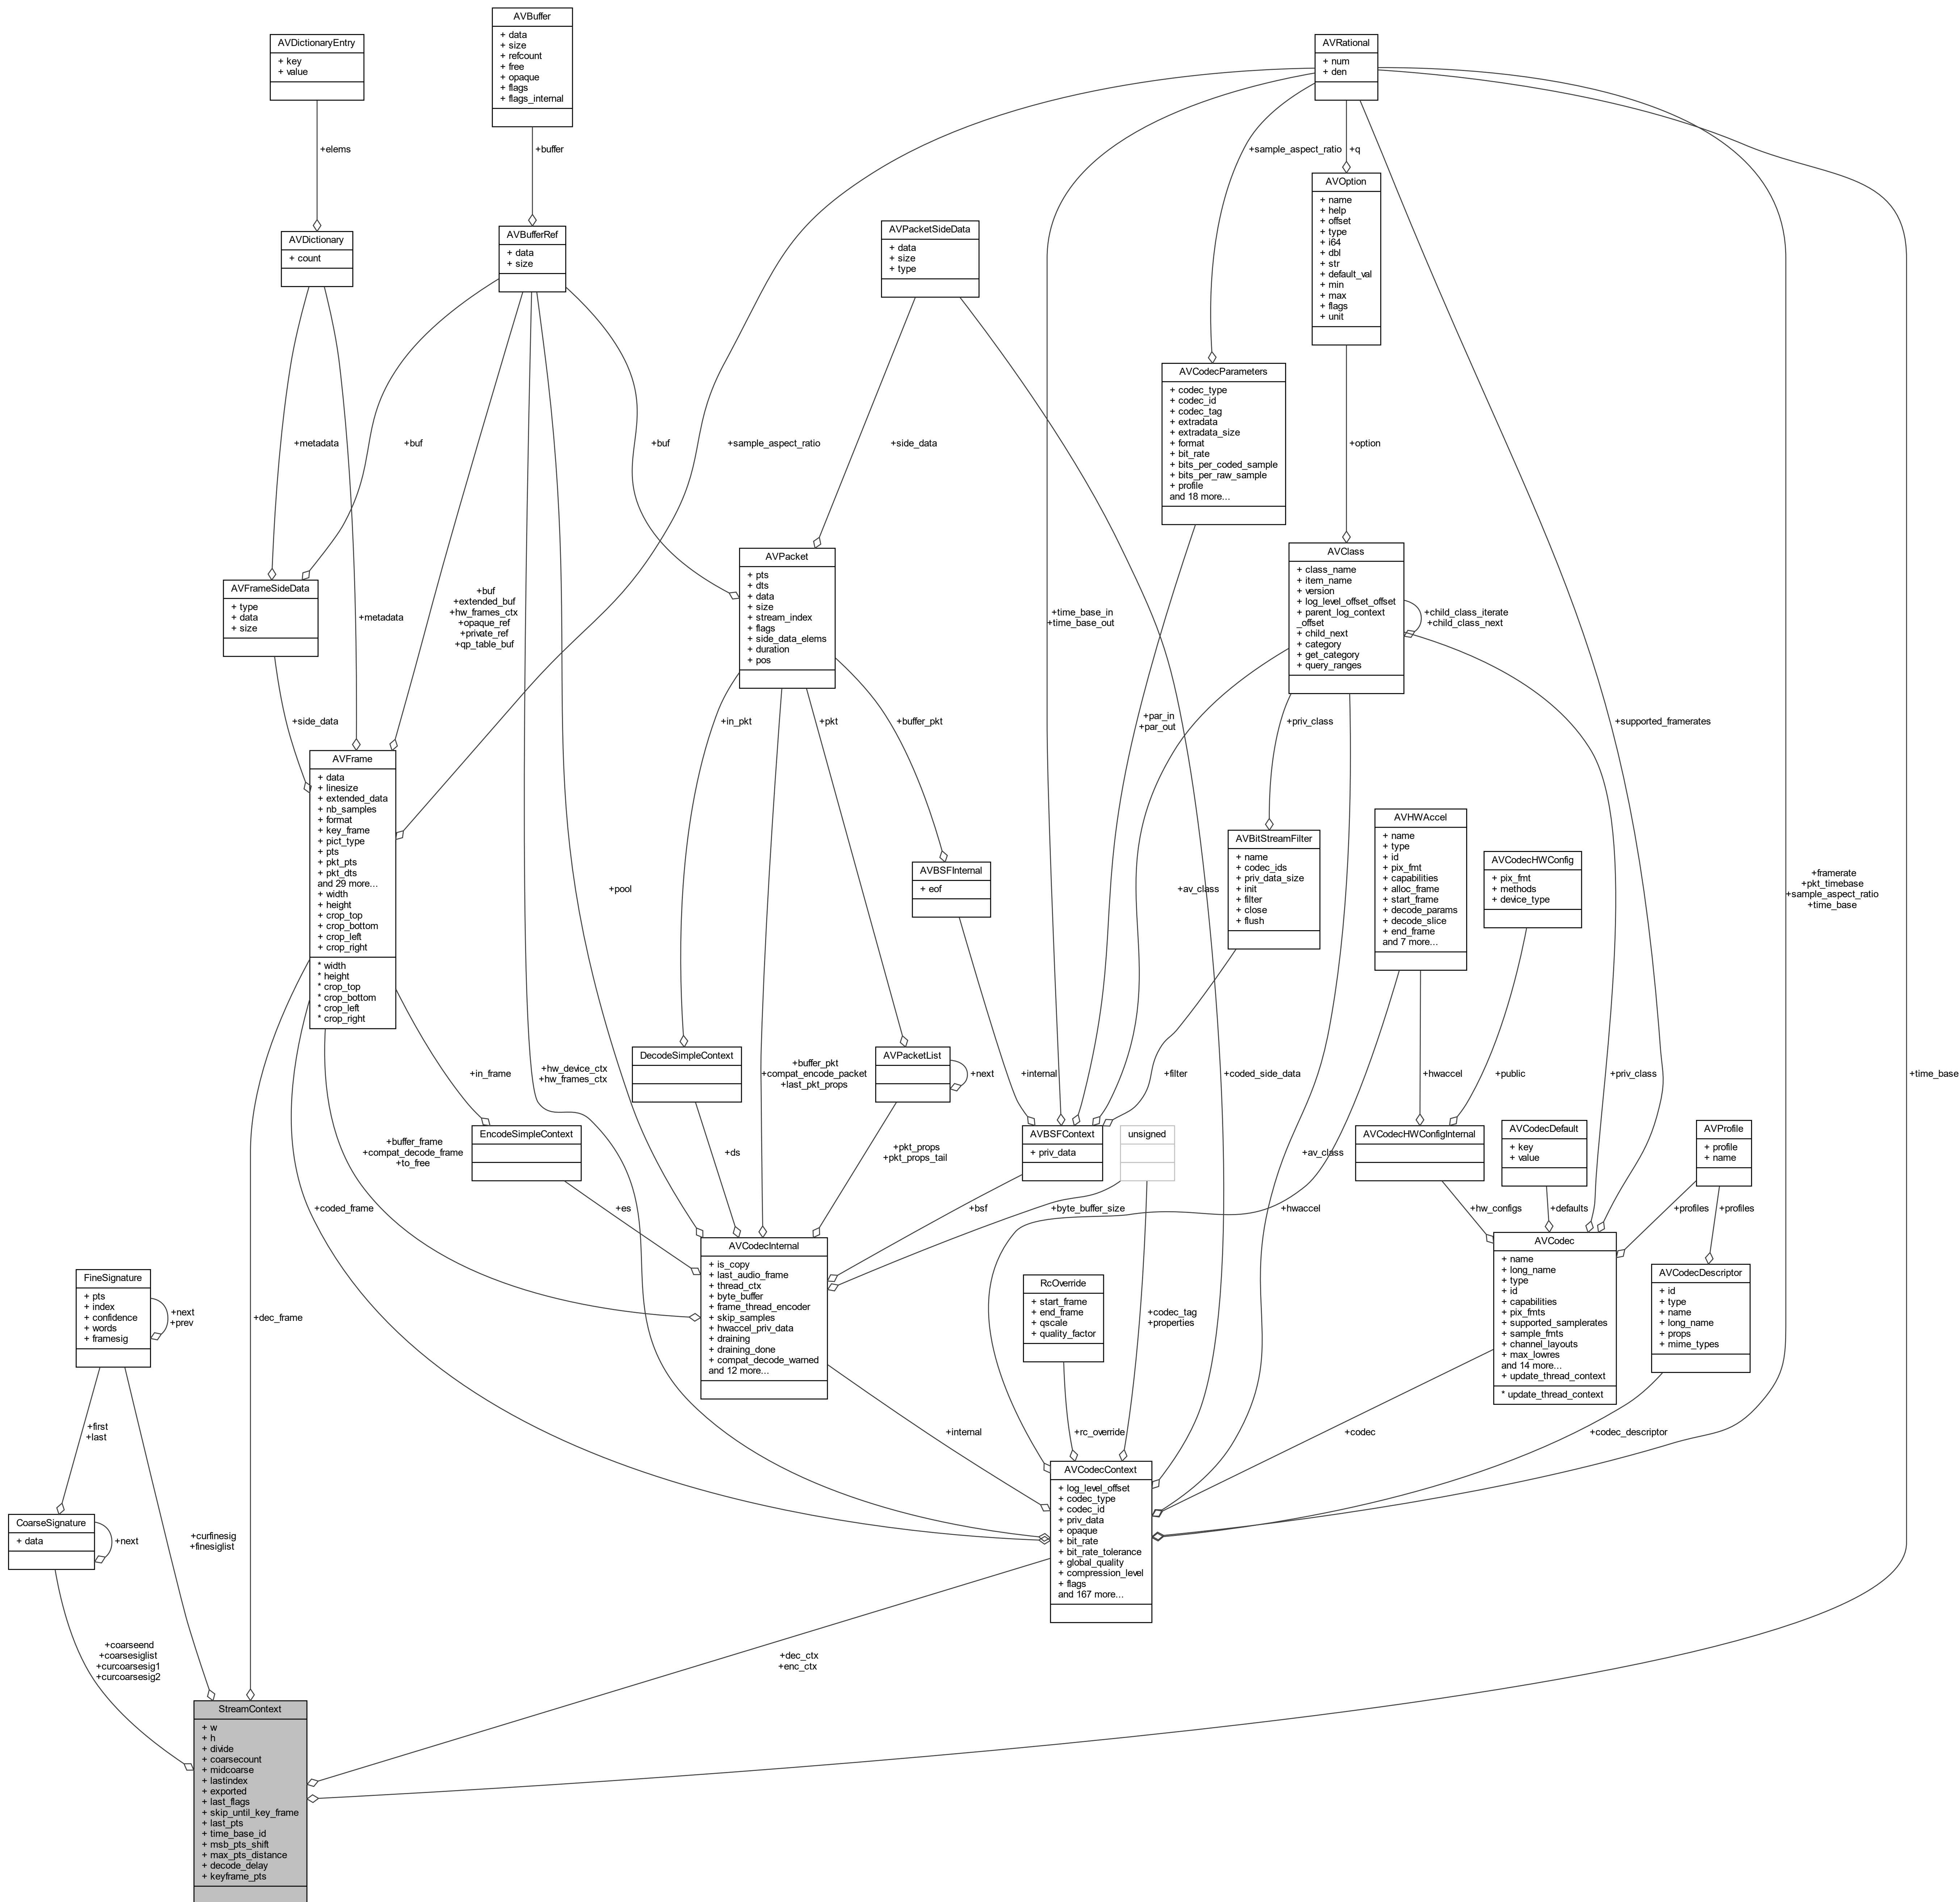 AVBuffer
+ data
+ size
+ refcount
+ free
+ opaque
+ flags
+ flags_internal
AVDictionaryEntry
+ key
+ value
AVRational
+ num
+ den
+elems
+buffer
+sample_aspect_ratio
+q
AVOption
+ name
+ help
+ offset
+ type
+ i64
+ dbl
+ str
+ default_val
+ min
+ max
+ flags
+ unit
AVDictionary
+ count
AVBufferRef
+ data
+ size
AVPacketSideData
+ data
+ size
+ type
AVCodecParameters
+ codec_type
+ codec_id
+ codec_tag
+ extradata
+ extradata_size
+ format
+ bit_rate
+ bits_per_coded_sample
+ bits_per_raw_sample
+ profile
and 18 more...
+metadata
+buf
+buf
+sample_aspect_ratio
+side_data
+option
AVFrameSideData
+ type
+ data
+ size
+metadata
+buf
+extended_buf
+hw_frames_ctx
+opaque_ref
+private_ref
+qp_table_buf
AVPacket
+ pts
+ dts
+ data
+ size
+ stream_index
+ flags
+ side_data_elems
+ duration
+ pos
+time_base_in
+time_base_out
AVClass
+ class_name
+ item_name
+ version
+ log_level_offset_offset
+ parent_log_context
_offset
+ child_next
+ category
+ get_category
+ query_ranges
+child_class_iterate
+child_class_next
+side_data
+in_pkt
+pkt
+buffer_pkt
+par_in
+par_out
+priv_class
+supported_framerates
AVFrame
+ data
+ linesize
+ extended_data
+ nb_samples
+ format
+ key_frame
+ pict_type
+ pts
+ pkt_pts
+ pkt_dts
and 29 more...
+ width
+ height
+ crop_top
+ crop_bottom
+ crop_left
+ crop_right
* width
* height
* crop_top
* crop_bottom
* crop_left
* crop_right
+pool
AVBSFInternal
+ eof
+av_class
AVBitStreamFilter
+ name
+ codec_ids
+ priv_data_size
+ init
+ filter
+ close
+ flush
AVHWAccel
+ name
+ type
+ id
+ pix_fmt
+ capabilities
+ alloc_frame
+ start_frame
+ decode_params
+ decode_slice
+ end_frame
and 7 more...
AVCodecHWConfig
+ pix_fmt
+ methods
+ device_type
+framerate
+pkt_timebase
+sample_aspect_ratio
+time_base
+in_frame
+hw_device_ctx
+hw_frames_ctx
DecodeSimpleContext
+buffer_pkt
+compat_encode_packet
+last_pkt_props
AVPacketList
+next
+internal
+filter
+coded_side_data
+hwaccel
+public
+priv_class
+time_base
+buffer_frame
+compat_decode_frame
+to_free
EncodeSimpleContext
+ds
+pkt_props
+pkt_props_tail
AVBSFContext
+ priv_data
unsigned
+av_class
AVCodecHWConfigInternal
AVCodecDefault
+ key
+ value
AVProfile
+ profile
+ name
+coded_frame
+es
+bsf
+byte_buffer_size
+hwaccel
+hw_configs
+defaults
+profiles
+profiles
FineSignature
+ pts
+ index
+ confidence
+ words
+ framesig
+next
+prev
+dec_frame
AVCodecInternal
+ is_copy
+ last_audio_frame
+ thread_ctx
+ byte_buffer
+ frame_thread_encoder
+ skip_samples
+ hwaccel_priv_data
+ draining
+ draining_done
+ compat_decode_warned
and 12 more...
RcOverride
+ start_frame
+ end_frame
+ qscale
+ quality_factor
+codec_tag
+properties
AVCodec
+ name
+ long_name
+ type
+ id
+ capabilities
+ pix_fmts
+ supported_samplerates
+ sample_fmts
+ channel_layouts
+ max_lowres
and 14 more...
+ update_thread_context
* update_thread_context
AVCodecDescriptor
+ id
+ type
+ name
+ long_name
+ props
+ mime_types
+first
+last
+internal
+rc_override
+codec
+codec_descriptor
CoarseSignature
+ data
+next
+curfinesig
+finesiglist
AVCodecContext
+ log_level_offset
+ codec_type
+ codec_id
+ priv_data
+ opaque
+ bit_rate
+ bit_rate_tolerance
+ global_quality
+ compression_level
+ flags
and 167 more...
+coarseend
+coarsesiglist
+curcoarsesig1
+curcoarsesig2
+dec_ctx
+enc_ctx
StreamContext
+ w
+ h
+ divide
+ coarsecount
+ midcoarse
+ lastindex
+ exported
+ last_flags
+ skip_until_key_frame
+ last_pts
+ time_base_id
+ msb_pts_shift
+ max_pts_distance
+ decode_delay
+ keyframe_pts